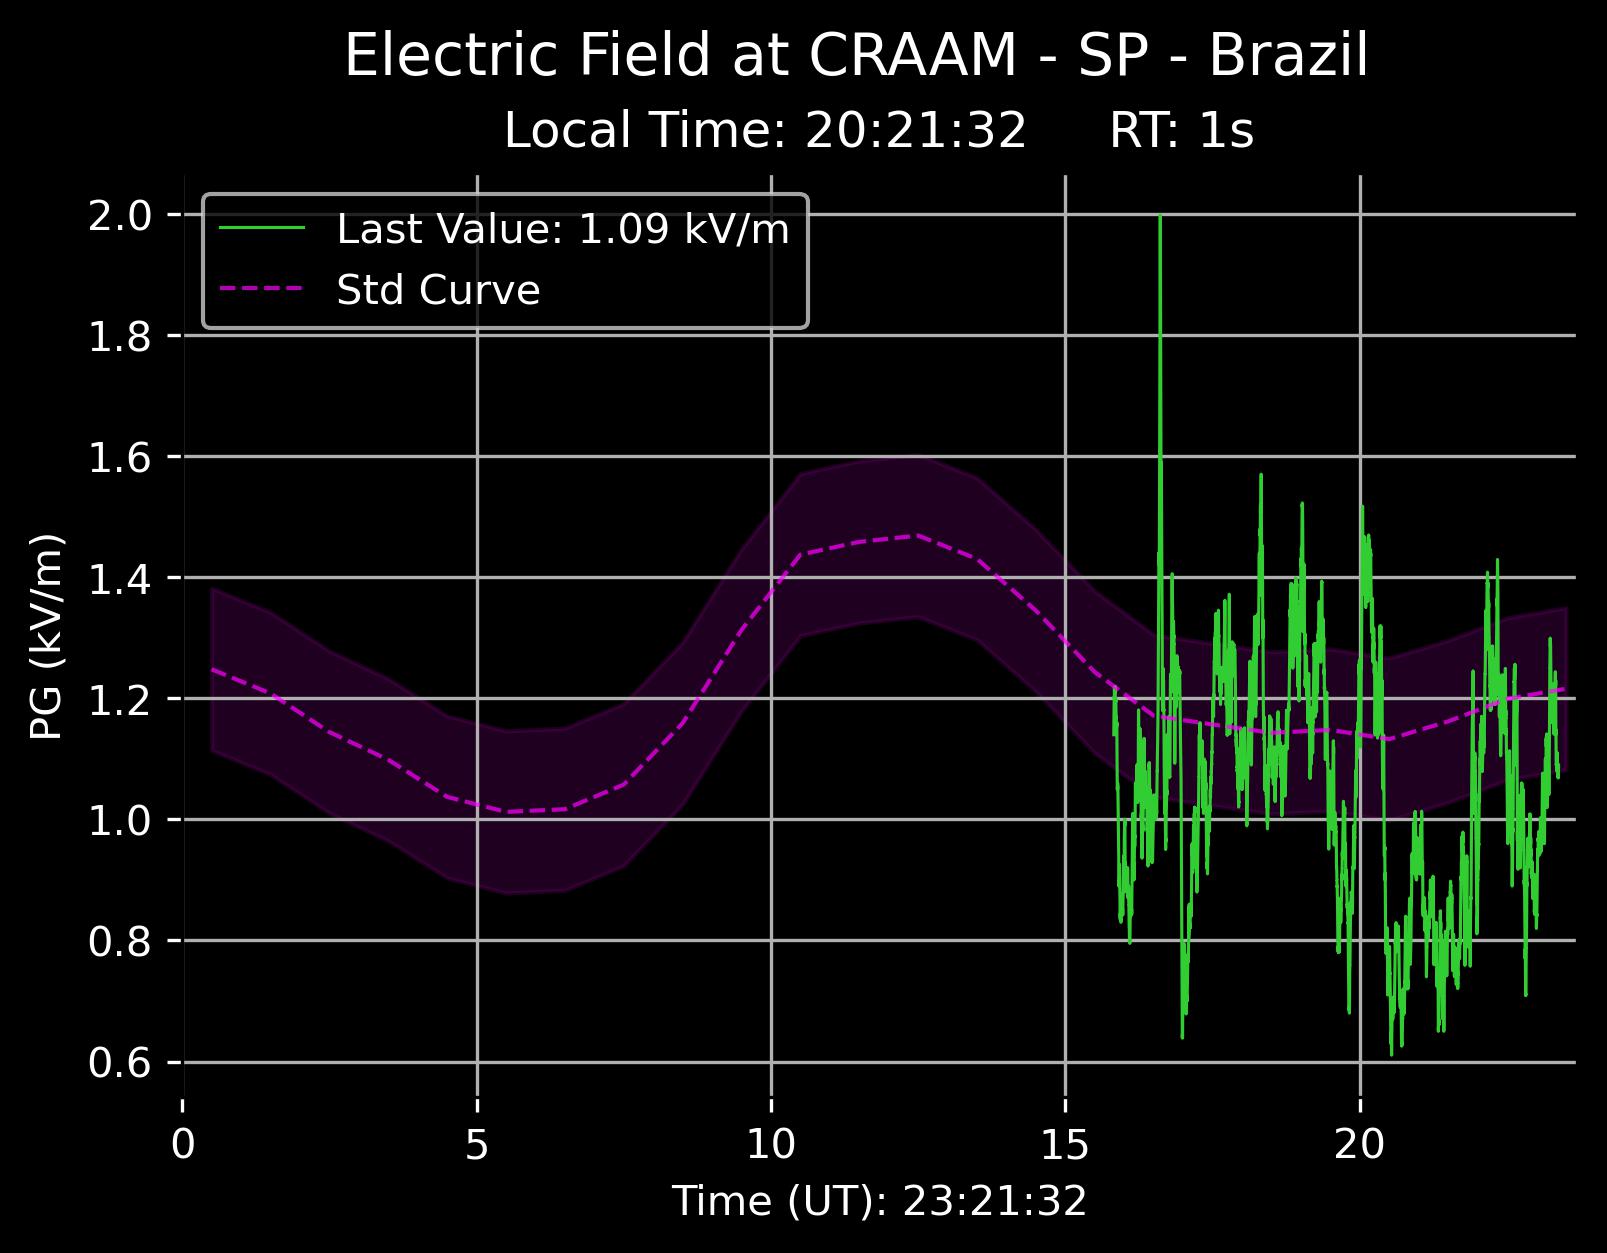 Electric Field at CRAAM - SP - Brazil
Local Time: 20:21:32 RT: 1s
Last Value: 1.09 kV/m
Std Curve
PG (kV/m)
2.0
1.8
1.6
1.4
1.2
1.0
0.8
0.6
0 5 10 15 20
Time (UT): 23:21:32